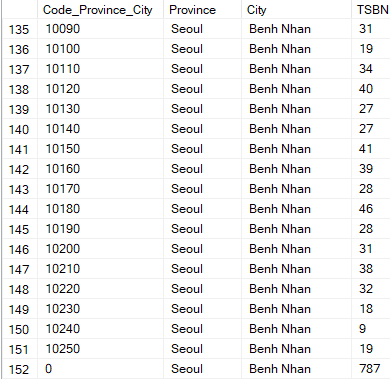 Code_Province_City Province City TSBN
135 10090 Seoul Benh Nhan 31
136 10100 Seoul Benh Nhan 19
137 10110 Seoul Benh Nhan 34
138 10120 Seoul Benh Nhan 40
139 10130 Seoul Benh Nhan 27
140 10140 Seoul Benh Nhan 27
141 10150 Seoul Benh Nhan 41
142 10160 Seoul Benh Nhan 39
143 10170 Seoul Benh Nhan 28
144 10180 Seoul Benh Nhan 46
145 10190 Seoul Benh Nhan 28
146 10200 Seoul Benh Nhan 31
147 10210 Seoul Benh Nhan 38
148 10220 Seoul Benh Nhan 32
149 10230 Seoul Benh Nhan 18
150 10240 Seoul Benh Nhan 9
151 10250 Seoul Benh Nhan 19
152 0 Seoul Benh Nhan 787